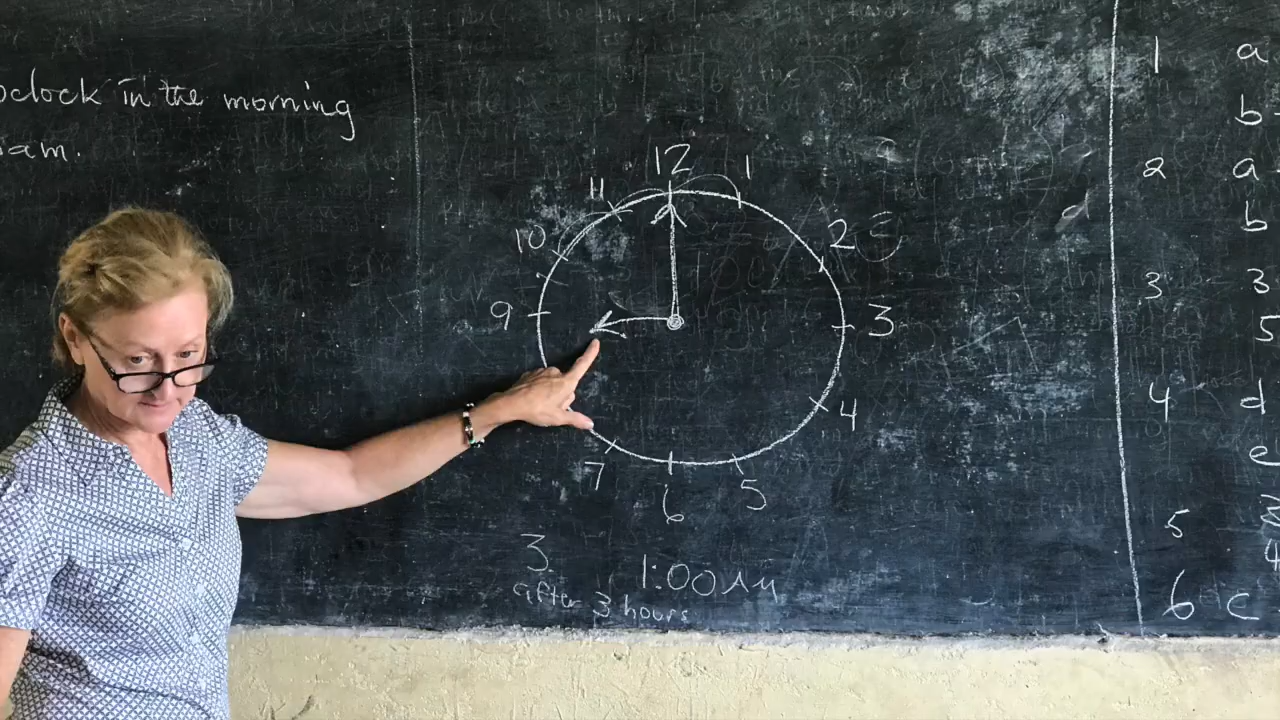 oclock in the morning
am.
12
1
2
3
4
5
6
7
9
10
11
3.
after 3 hours
1:00 AM
1 a
b
2 a
b
3 3
5
4 d
e
5
4
6 c